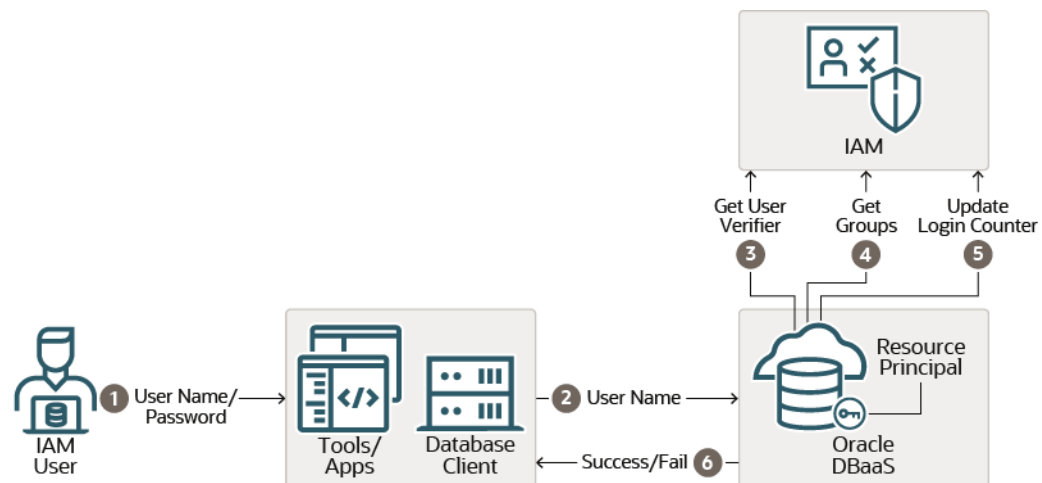 IAM
Get User
Verifier
3
Get
Groups
4
Update
Login Counter
5
IAM
User
1 User Name/
Password
Tools/
Apps
Database
Client
2 User Name
Resource
Principal
Oracle
DBaaS
Success/Fail 6